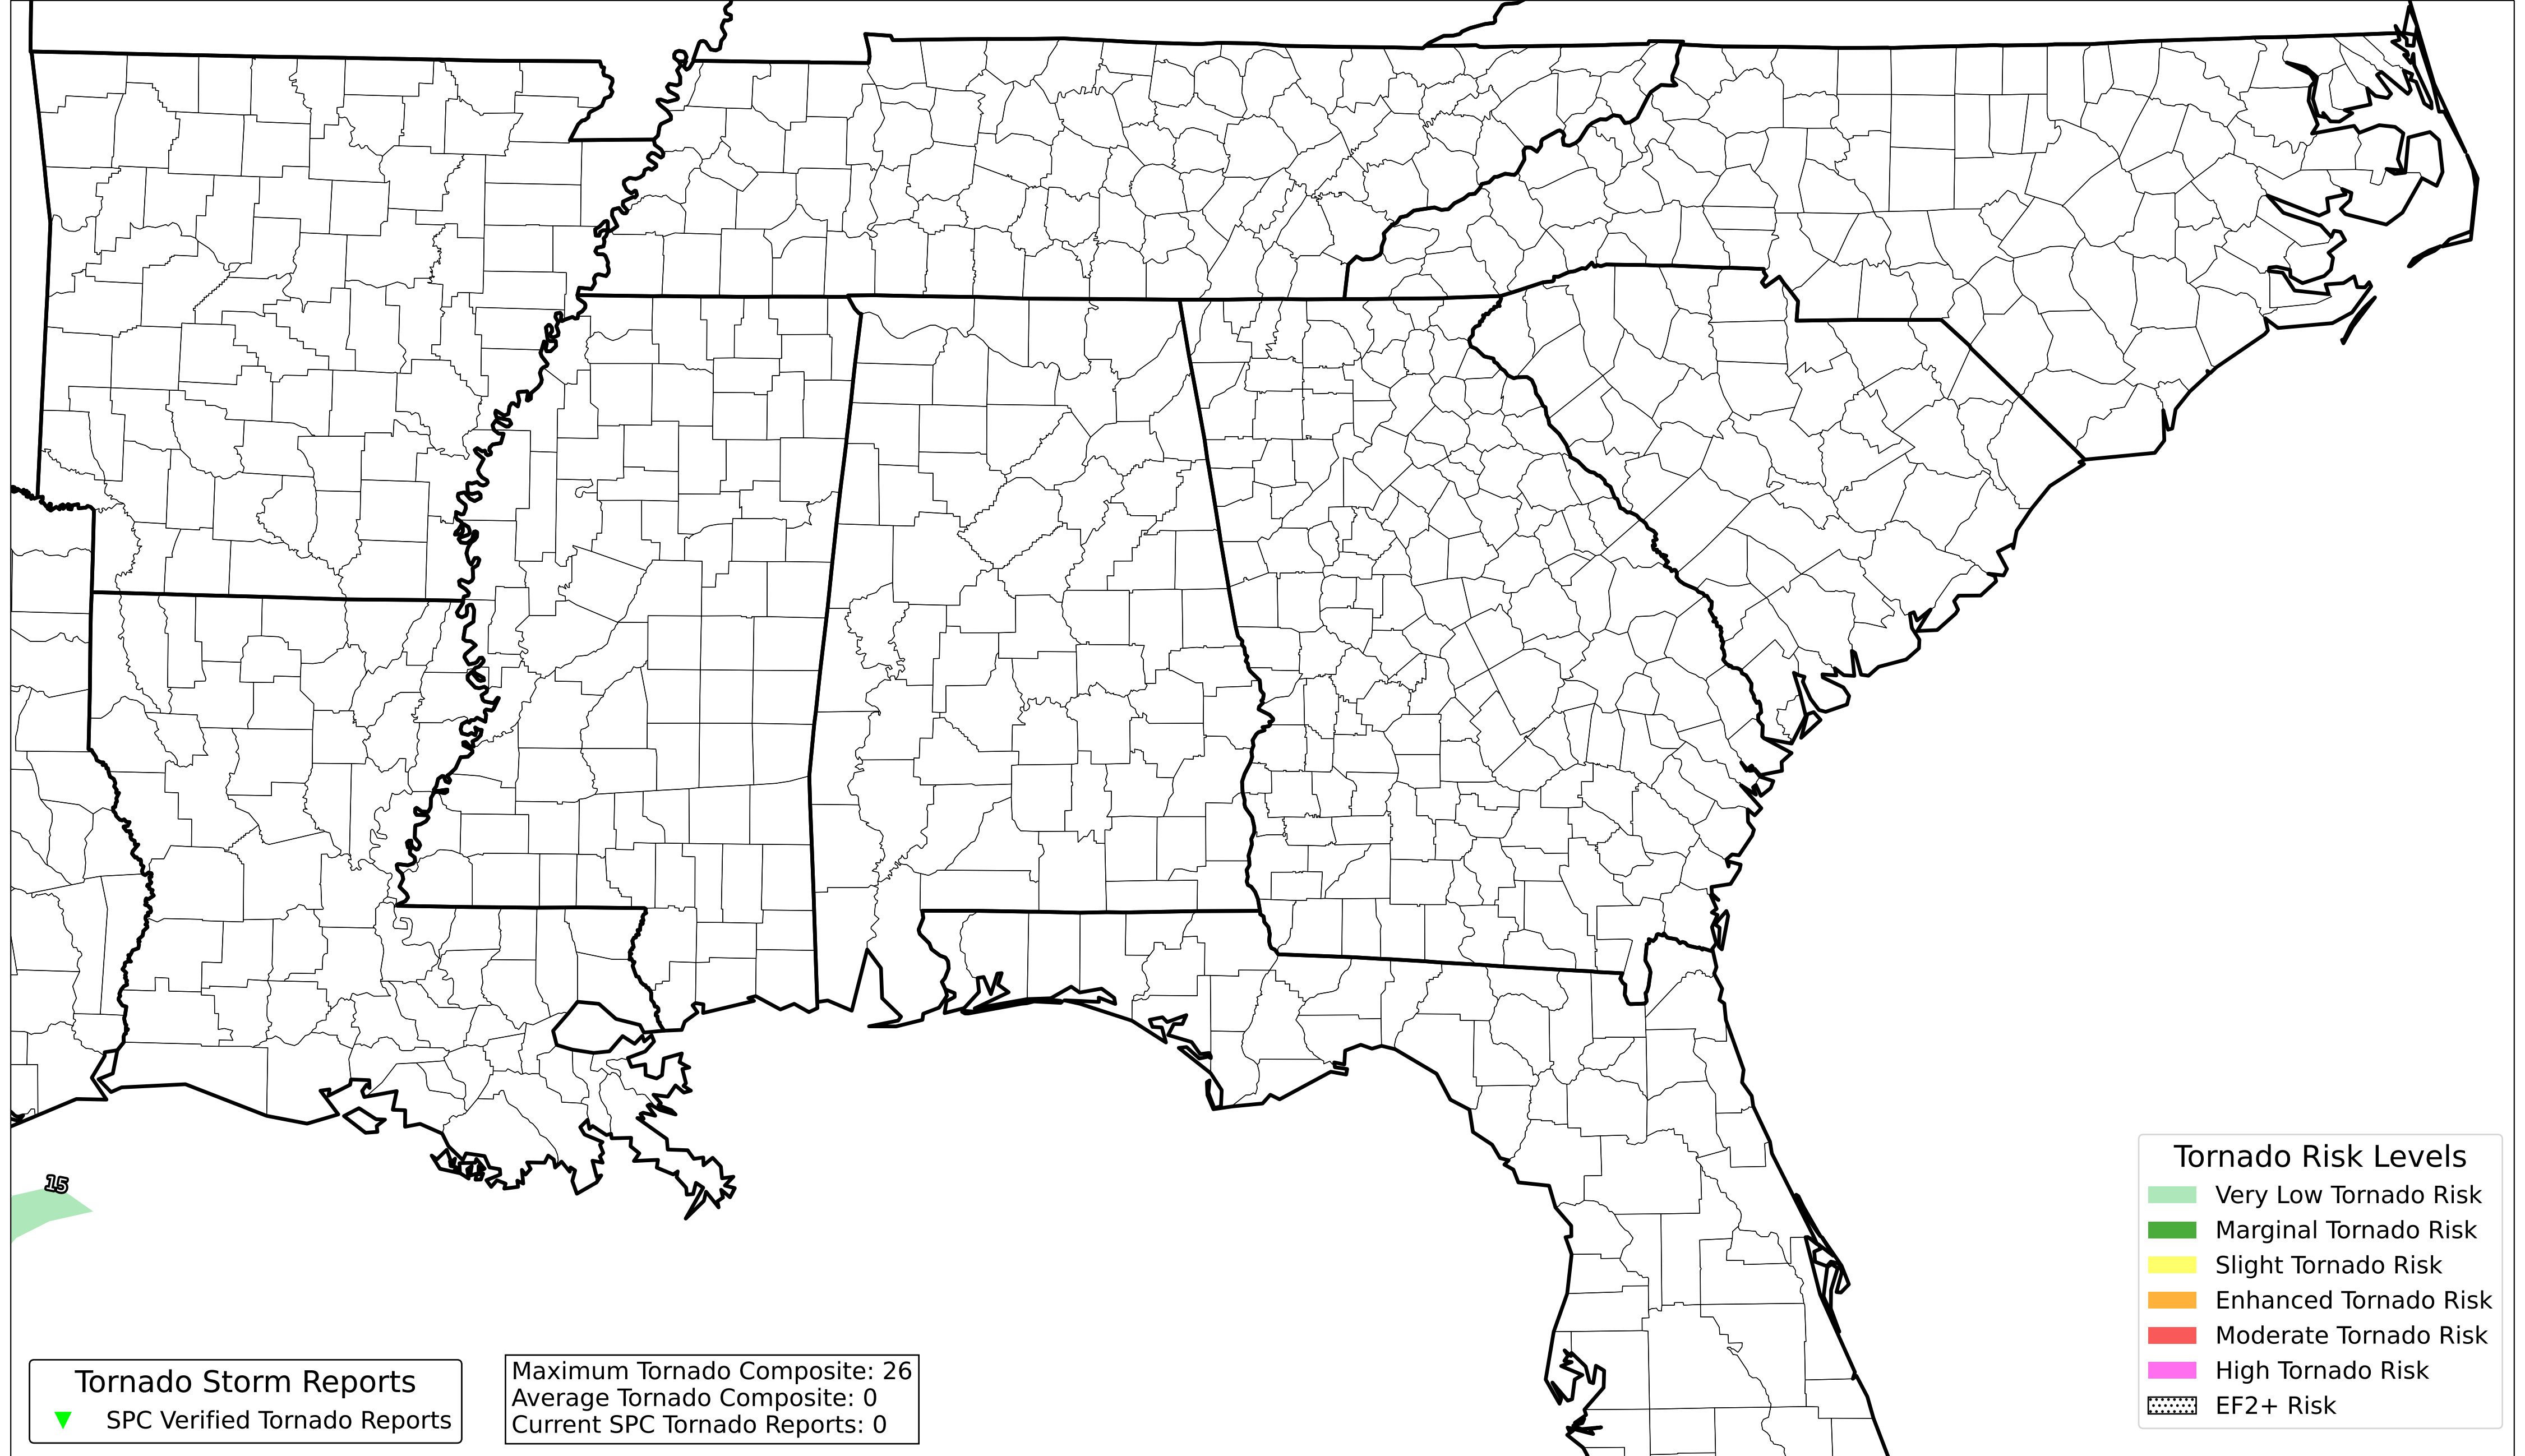 15
Tornado Risk Levels
Very Low Tornado Risk
Marginal Tornado Risk
Slight Tornado Risk
Enhanced Tornado Risk
Moderate Tornado Risk
High Tornado Risk
EF2+ Risk
Tornado Storm Reports
SPC Verified Tornado Reports
Maximum Tornado Composite: 26
Average Tornado Composite: 0
Current SPC Tornado Reports: 0